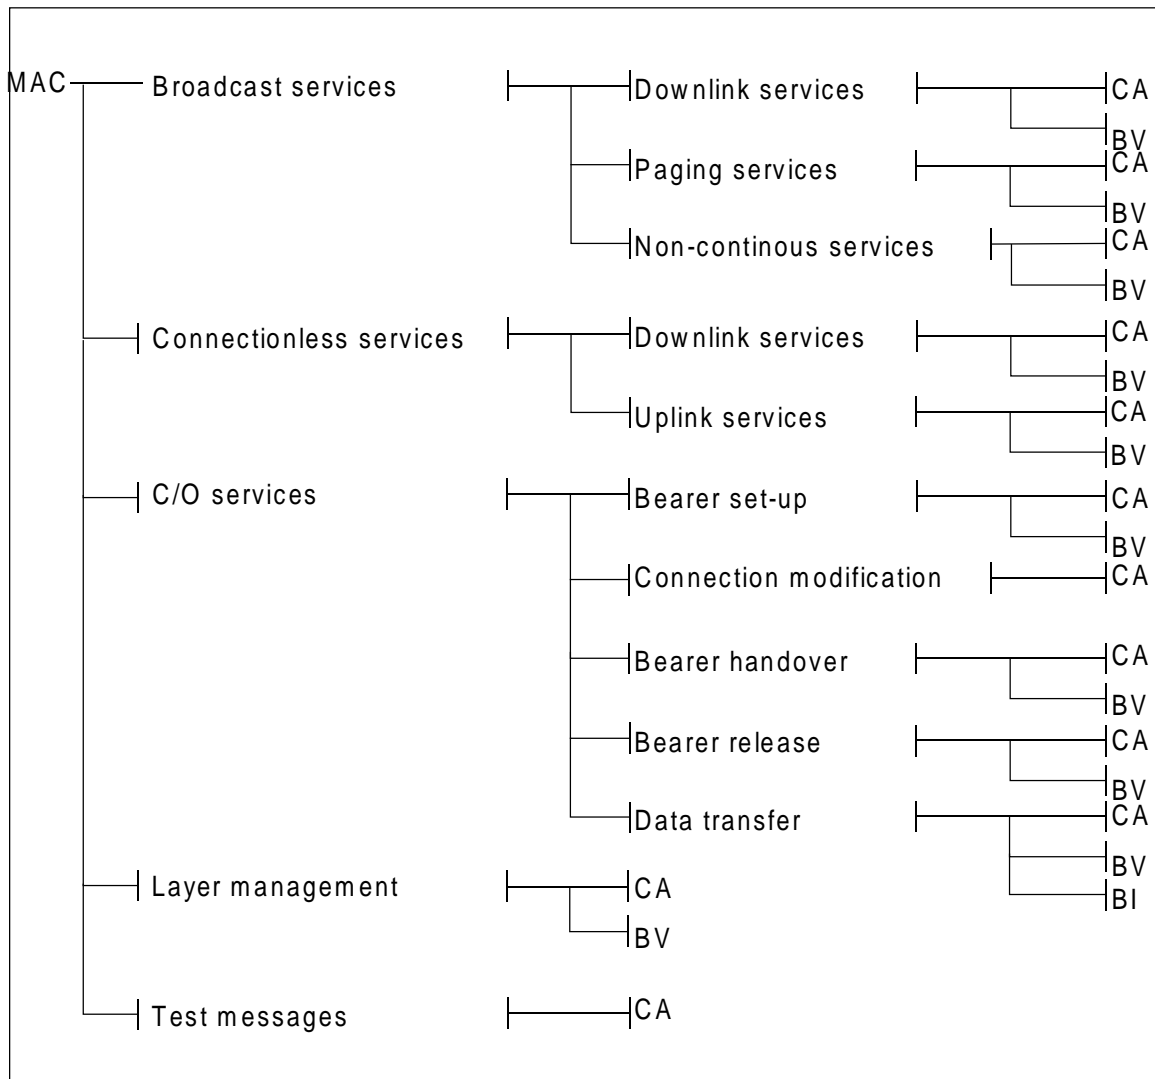 MAC
Broadcast services
Downlink services
CA
BV
Paging services
CA
BV
Non-continous services
CA
BV
Connectionless services
Downlink services
CA
BV
Uplink services
CA
BV
C/O services
Bearer set-up
CA
BV
Connection modification
CA
Bearer handover
CA
BV
Bearer release
CA
BV
Data transfer
CA
BV
BI
Layer management
CA
BV
Test messages
CA